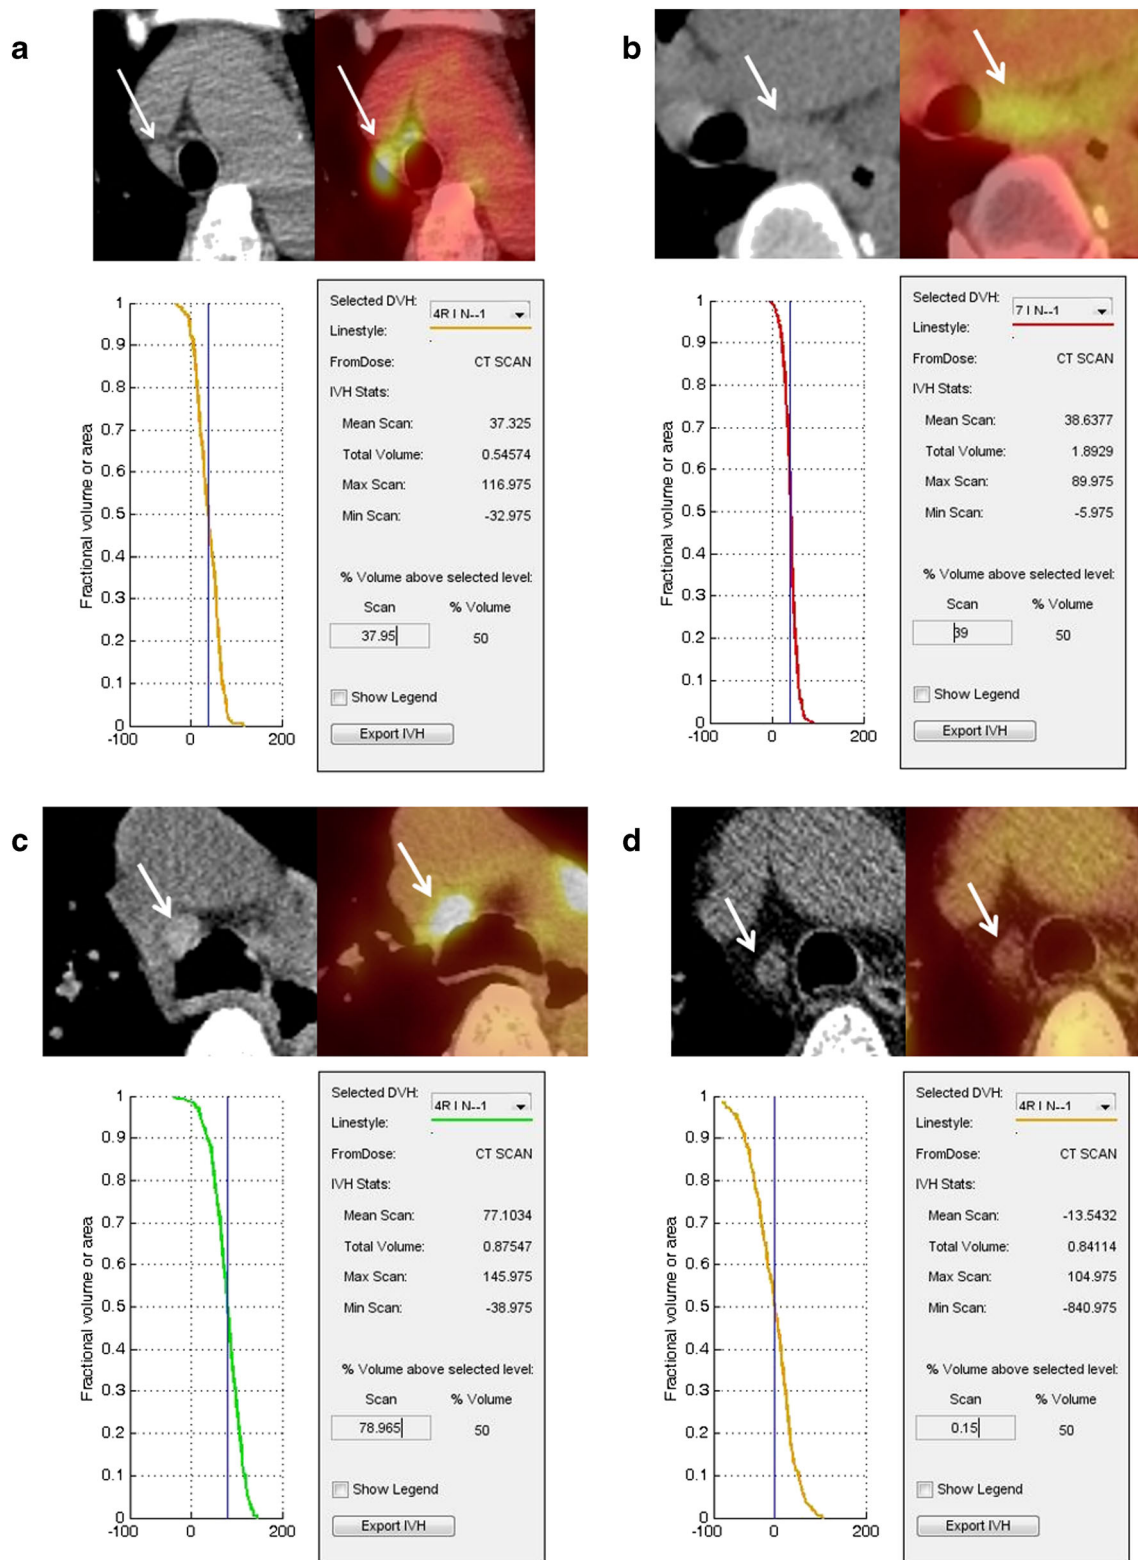 a
b
1
0.9
0.8
0.7
0.6
0.5
0.4
0.3
0.2
0.1
0
-100
0
200
Fractional volume or area
Selected DVH: 4R LN--1
Linestyle:
FromDose: CT SCAN
IVH Stats:
Mean Scan: 37.325
Total Volume: 0.54574
Max Scan: 116.975
Min Scan: -32.975
% Volume above selected level:
Scan % Volume
37.95 50
Show Legend
Export IVH
1
0.9
0.8
0.7
0.6
0.5
0.4
0.3
0.2
0.1
0
-100
0
200
Fractional volume or area
Selected DVH: 7 LN--1
Linestyle:
FromDose: CT SCAN
IVH Stats:
Mean Scan: 38.6377
Total Volume: 1.8929
Max Scan: 89.975
Min Scan: -5.975
% Volume above selected level:
Scan % Volume
39 50
Show Legend
Export IVH
c
d
1
0.9
0.8
0.7
0.6
0.5
0.4
0.3
0.2
0.1
0
-100
0
200
Fractional volume or area
Selected DVH: 4R LN--1
Linestyle:
FromDose: CT SCAN
IVH Stats:
Mean Scan: 77.1034
Total Volume: 0.87547
Max Scan: 145.975
Min Scan: -38.975
% Volume above selected level:
Scan % Volume
78.965 50
Show Legend
Export IVH
1
0.9
0.8
0.7
0.6
0.5
0.4
0.3
0.2
0.1
0
-100
0
200
Fractional volume or area
Selected DVH: 4R LN--1
Linestyle:
FromDose: CT SCAN
IVH Stats:
Mean Scan: -13.5432
Total Volume: 0.84114
Max Scan: 104.975
Min Scan: -840.975
% Volume above selected level:
Scan % Volume
0.15 50
Show Legend
Export IVH